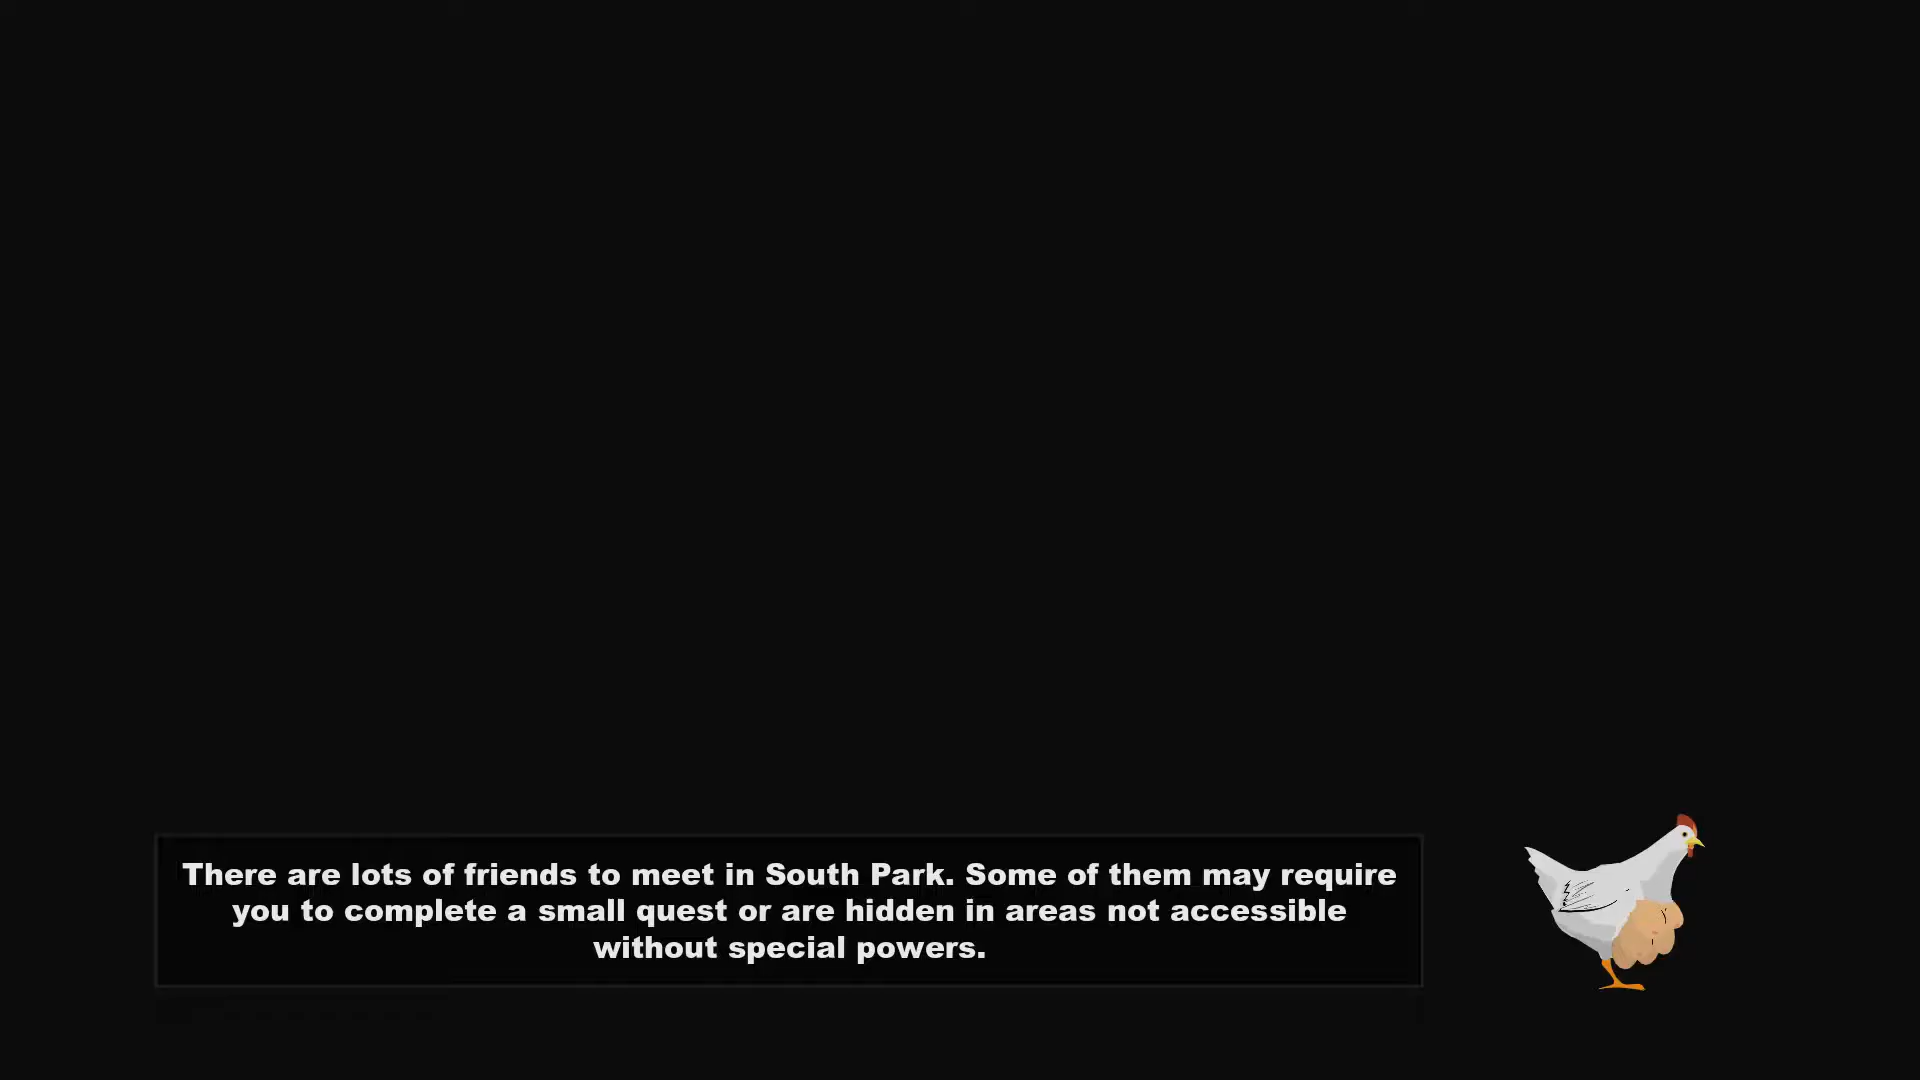 There are lots of friends to meet in South Park. Some of them may require
you to complete a small quest or are hidden in areas not accessible
without special powers.